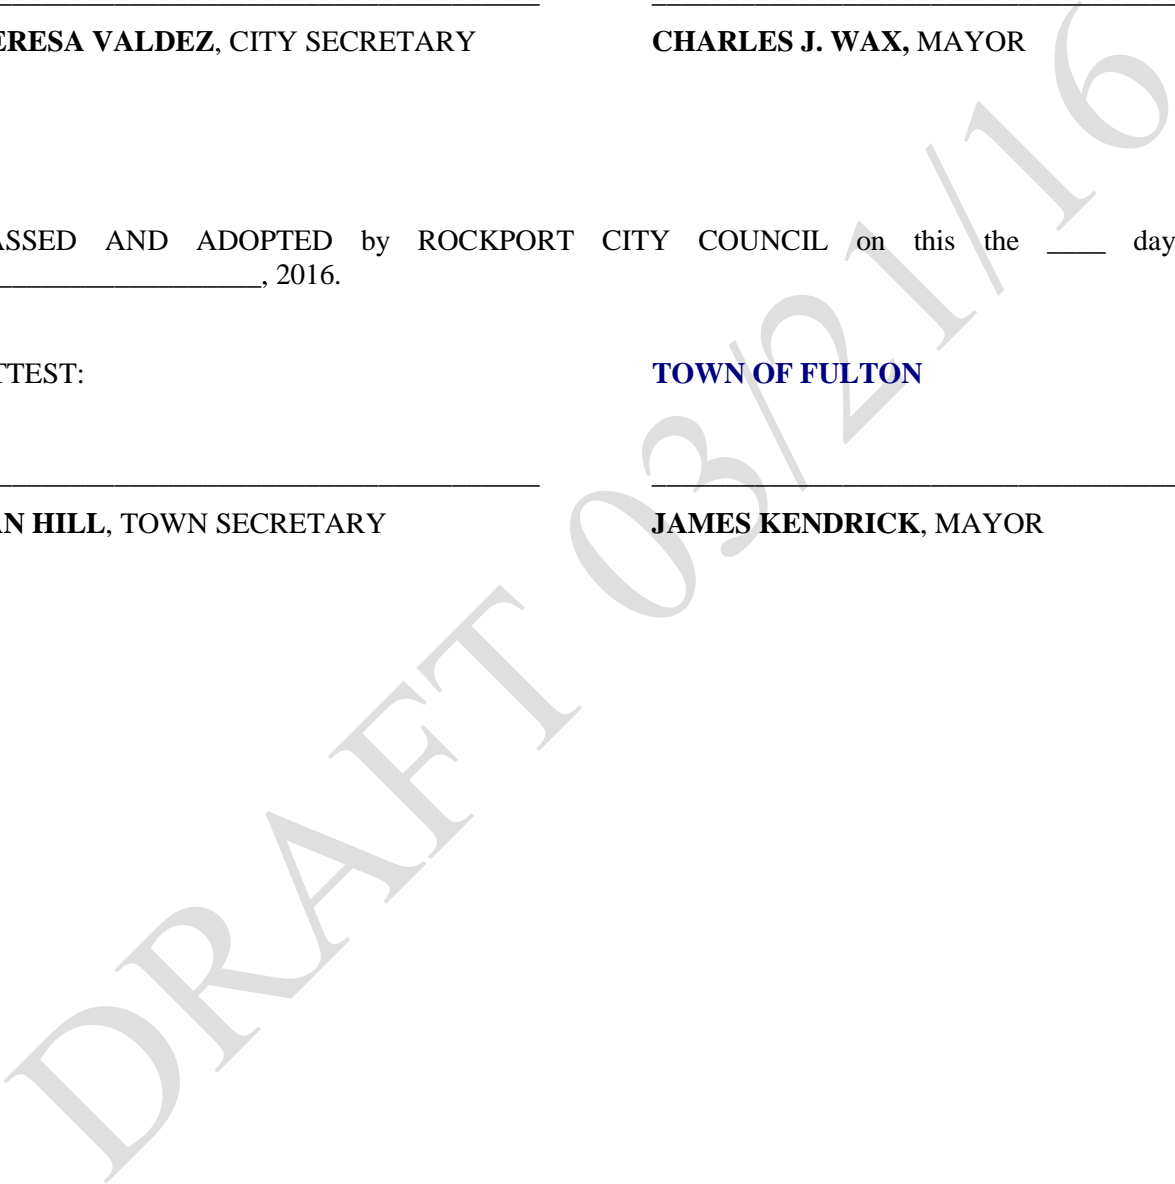 ERESA VALDEZ, CITY SECRETARY CHARLES J. WAX, MAYOR
ASSED AND ADOPTED by ROCKPORT CITY COUNCIL on this the ____ day
__________________, 2016.
TTEST: TOWN OF FULTON
AN HILL, TOWN SECRETARY JAMES KENDRICK, MAYOR
DRAFT 03/21/16